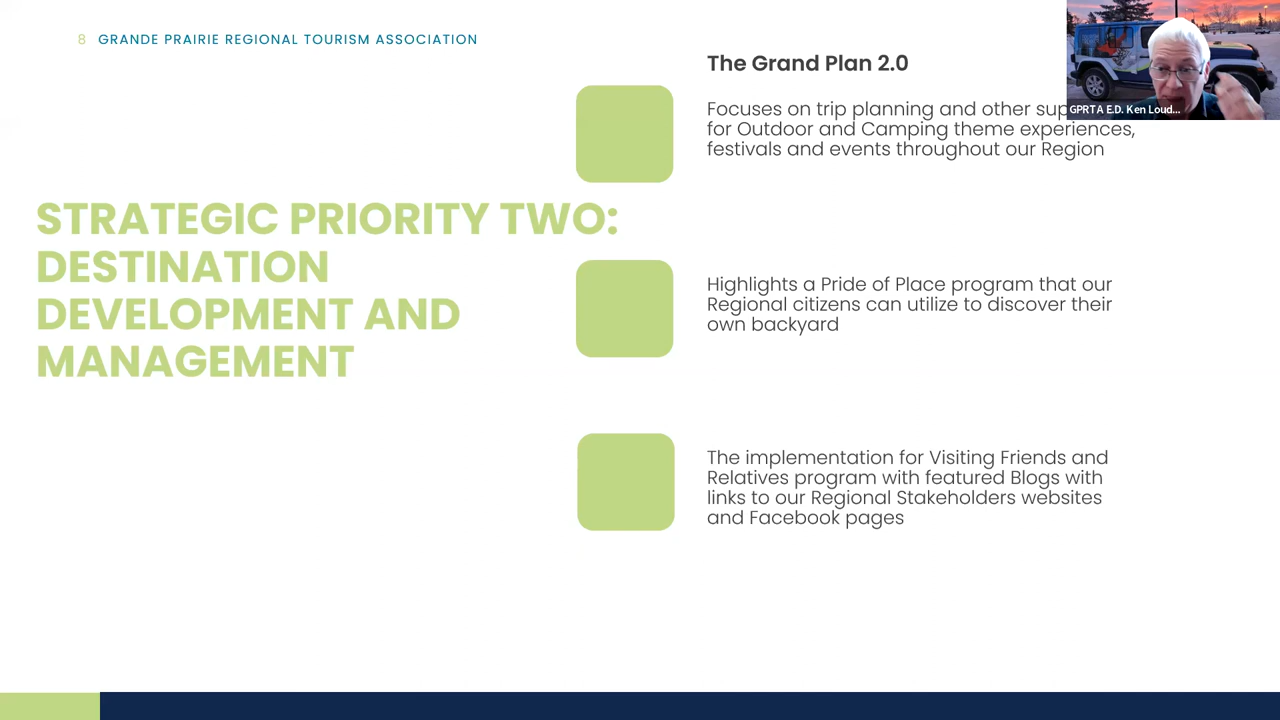 8 GRANDE PRAIRIE REGIONAL TOURISM ASSOCIATION
STRATEGIC PRIORITY TWO:
DESTINATION
DEVELOPMENT AND
MANAGEMENT
The Grand Plan 2.0
Focuses on trip planning and other
for Outdoor and Camping theme experiences,
festivals and events throughout our Region
Highlights a Pride of Place program that our
Regional citizens can utilize to discover their
own backyard
The implementation for Visiting Friends and
Relatives program with featured Blogs with
links to our Regional Stakeholders websites
and Facebook pages
GPRTA E.D. Ken Loud...